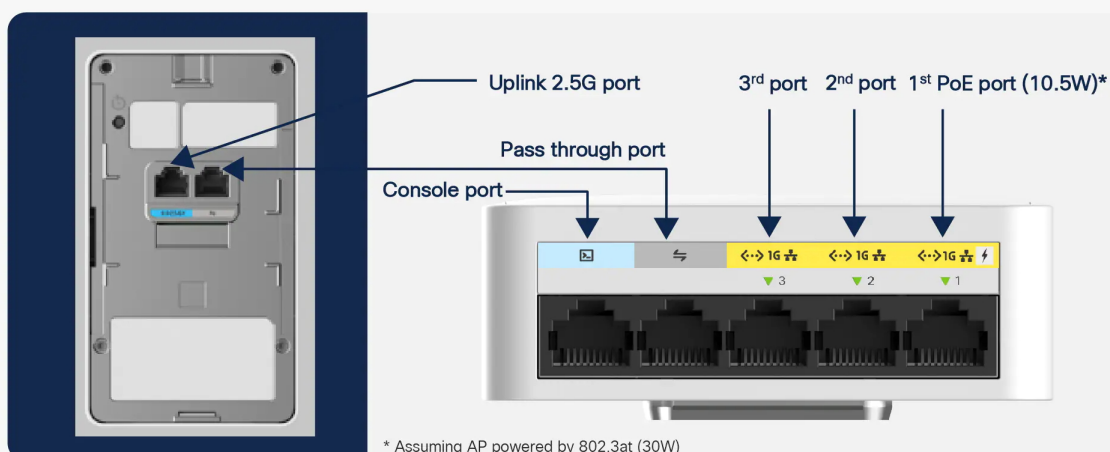 Uplink 2.5G port
3rd port 2nd port 1st PoE port (10.5W)*
Pass through port
Console port
1G 1G 1G
3 2 1
* Assuming AP powered by 802.3at (30W)